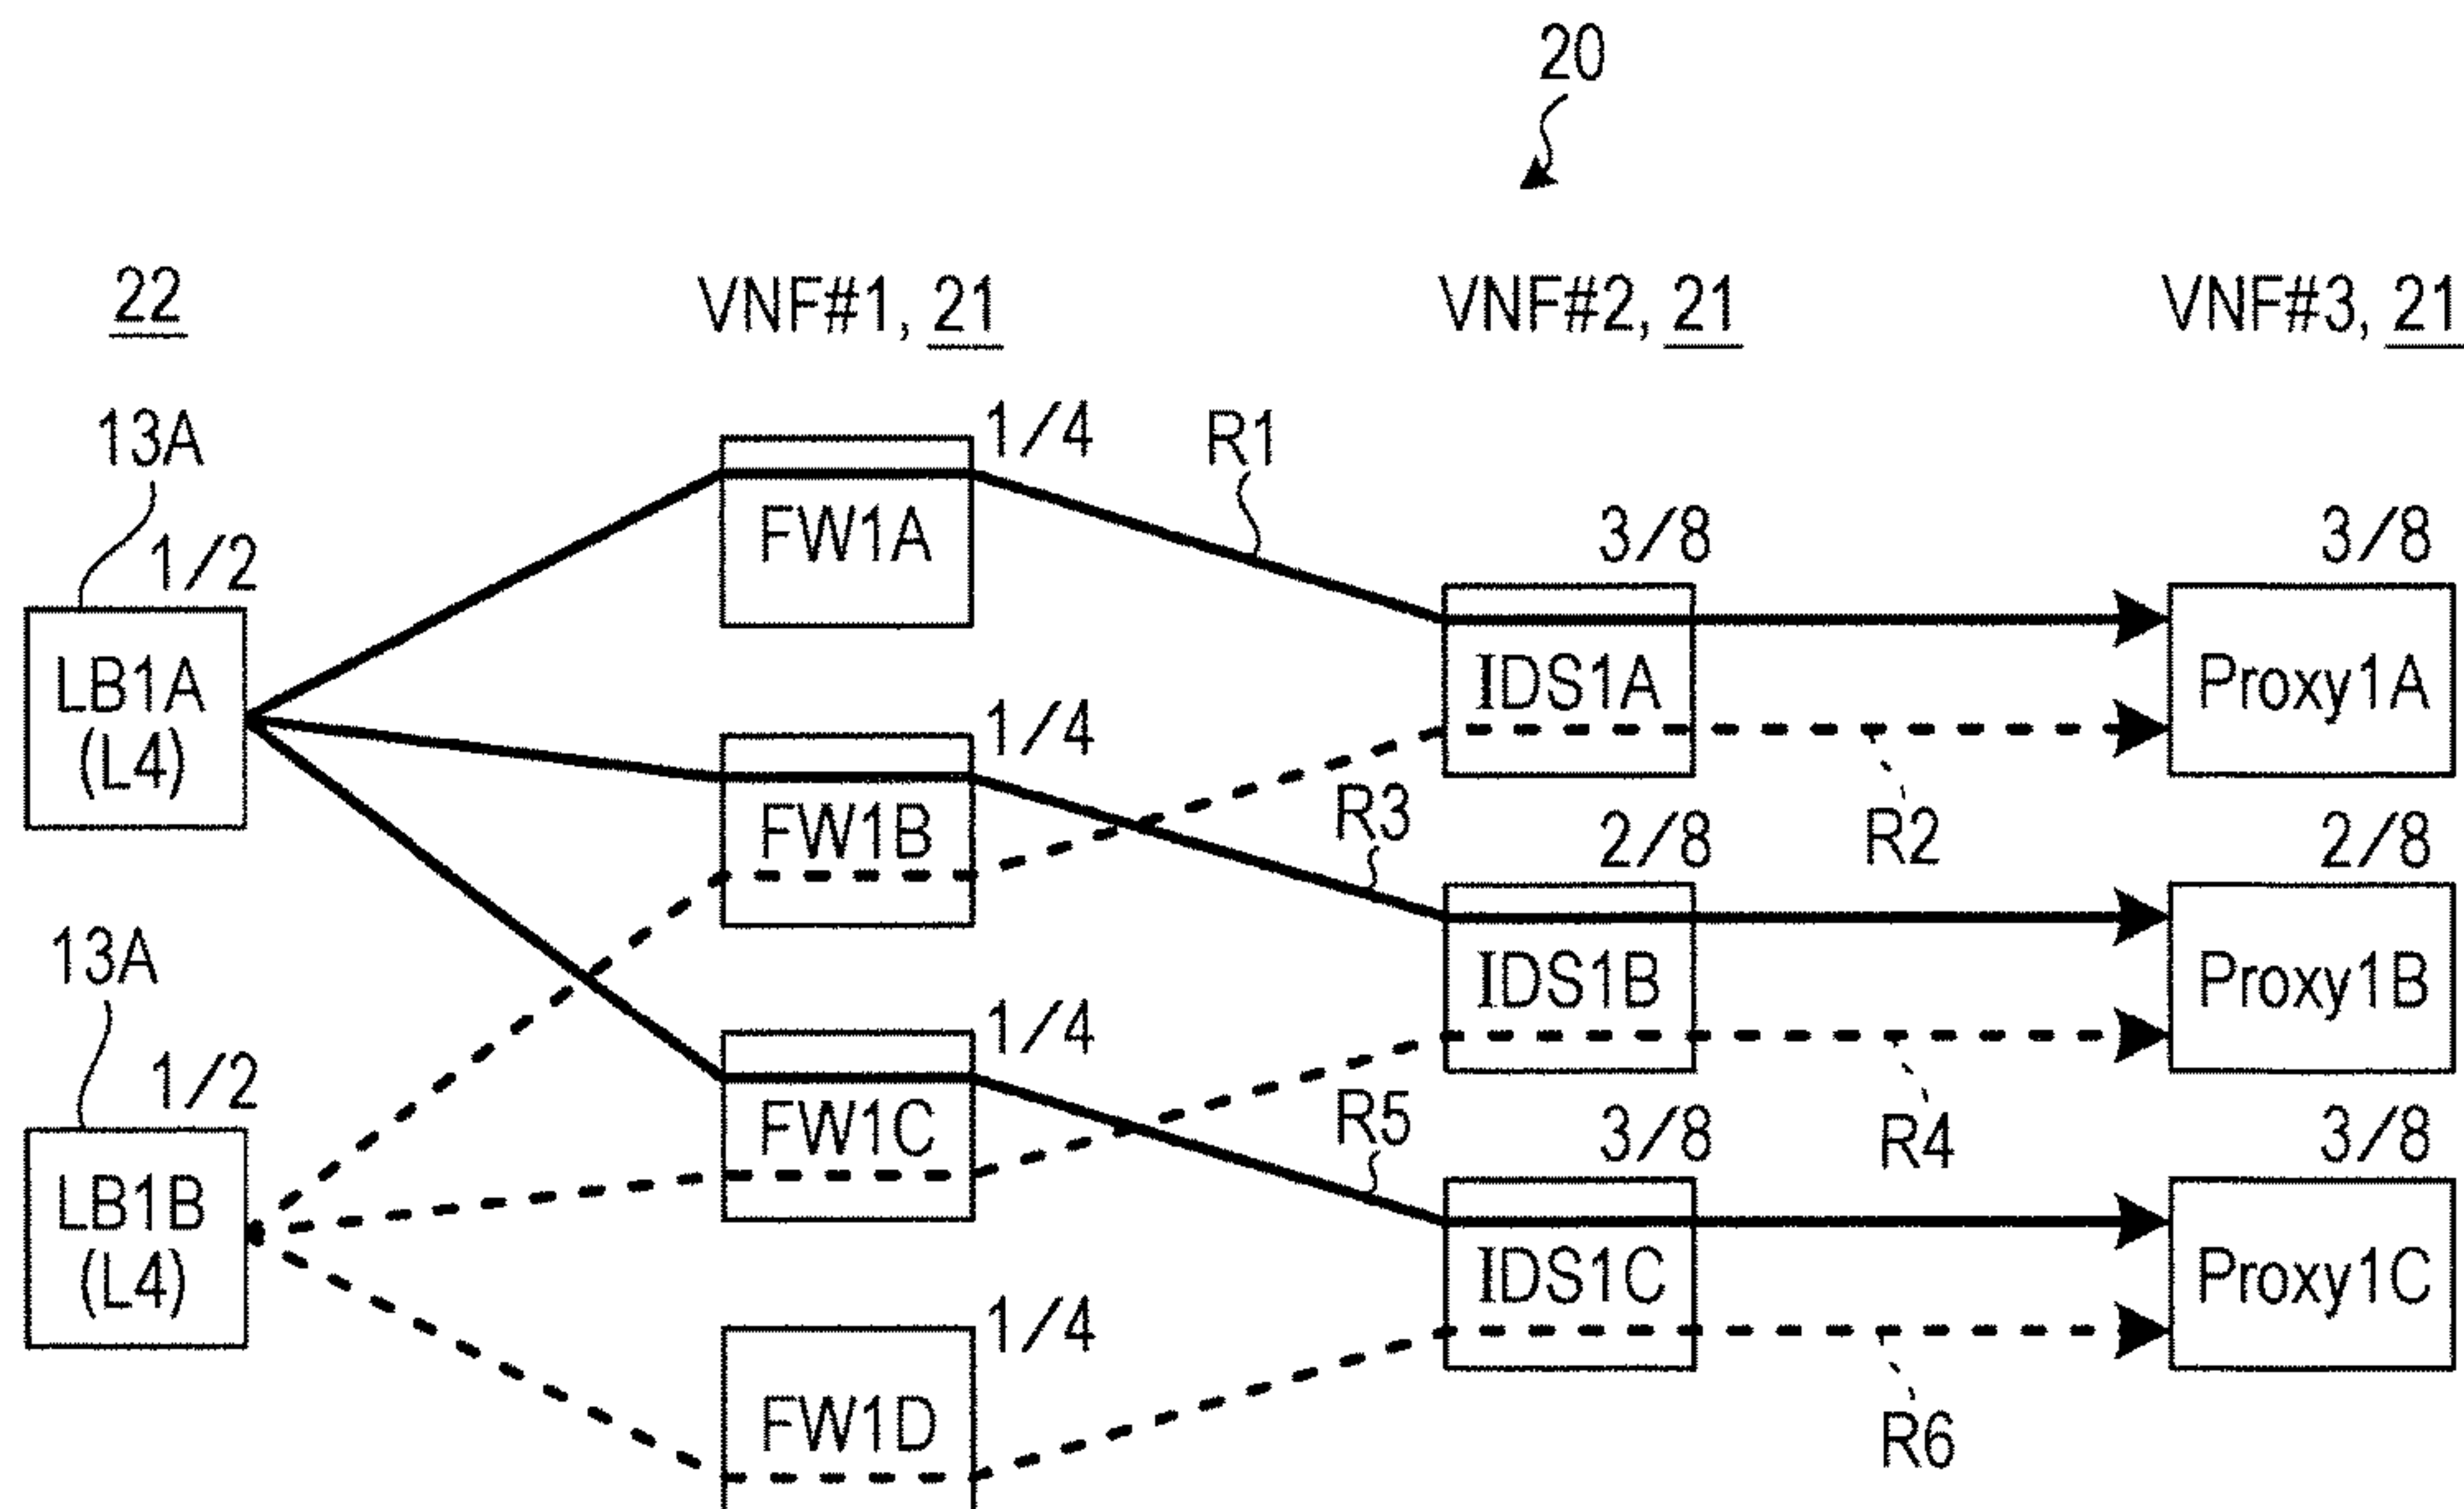 20
22
VNF#1, 21
VNF#2, 21
VNF#3, 21
13A
1/2
LB1A
(L4)
13A
1/2
LB1B
(L4)
1/4
FW1A
1/4
FW1B
1/4
FW1C
1/4
FW1D
R1
R3
R5
3/8
IDS1A
2/8
IDS1B
3/8
IDS1C
R2
R4
R6
3/8
Proxy1A
2/8
Proxy1B
3/8
Proxy1C